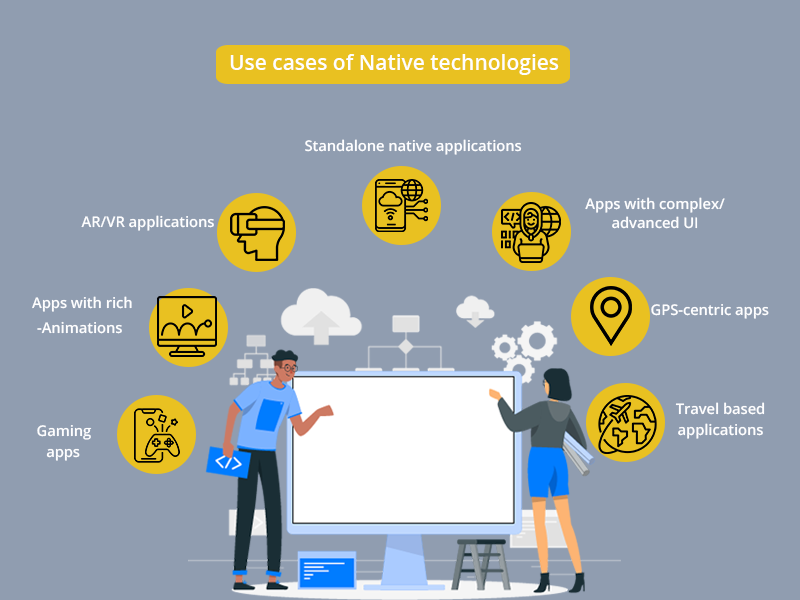 Use cases of Native technologies
Standalone native applications
AR/VR applications
Apps with complex/
advanced UI
Apps with rich
-Animations
GPS-centric apps
Gaming
apps
Travel based
applications